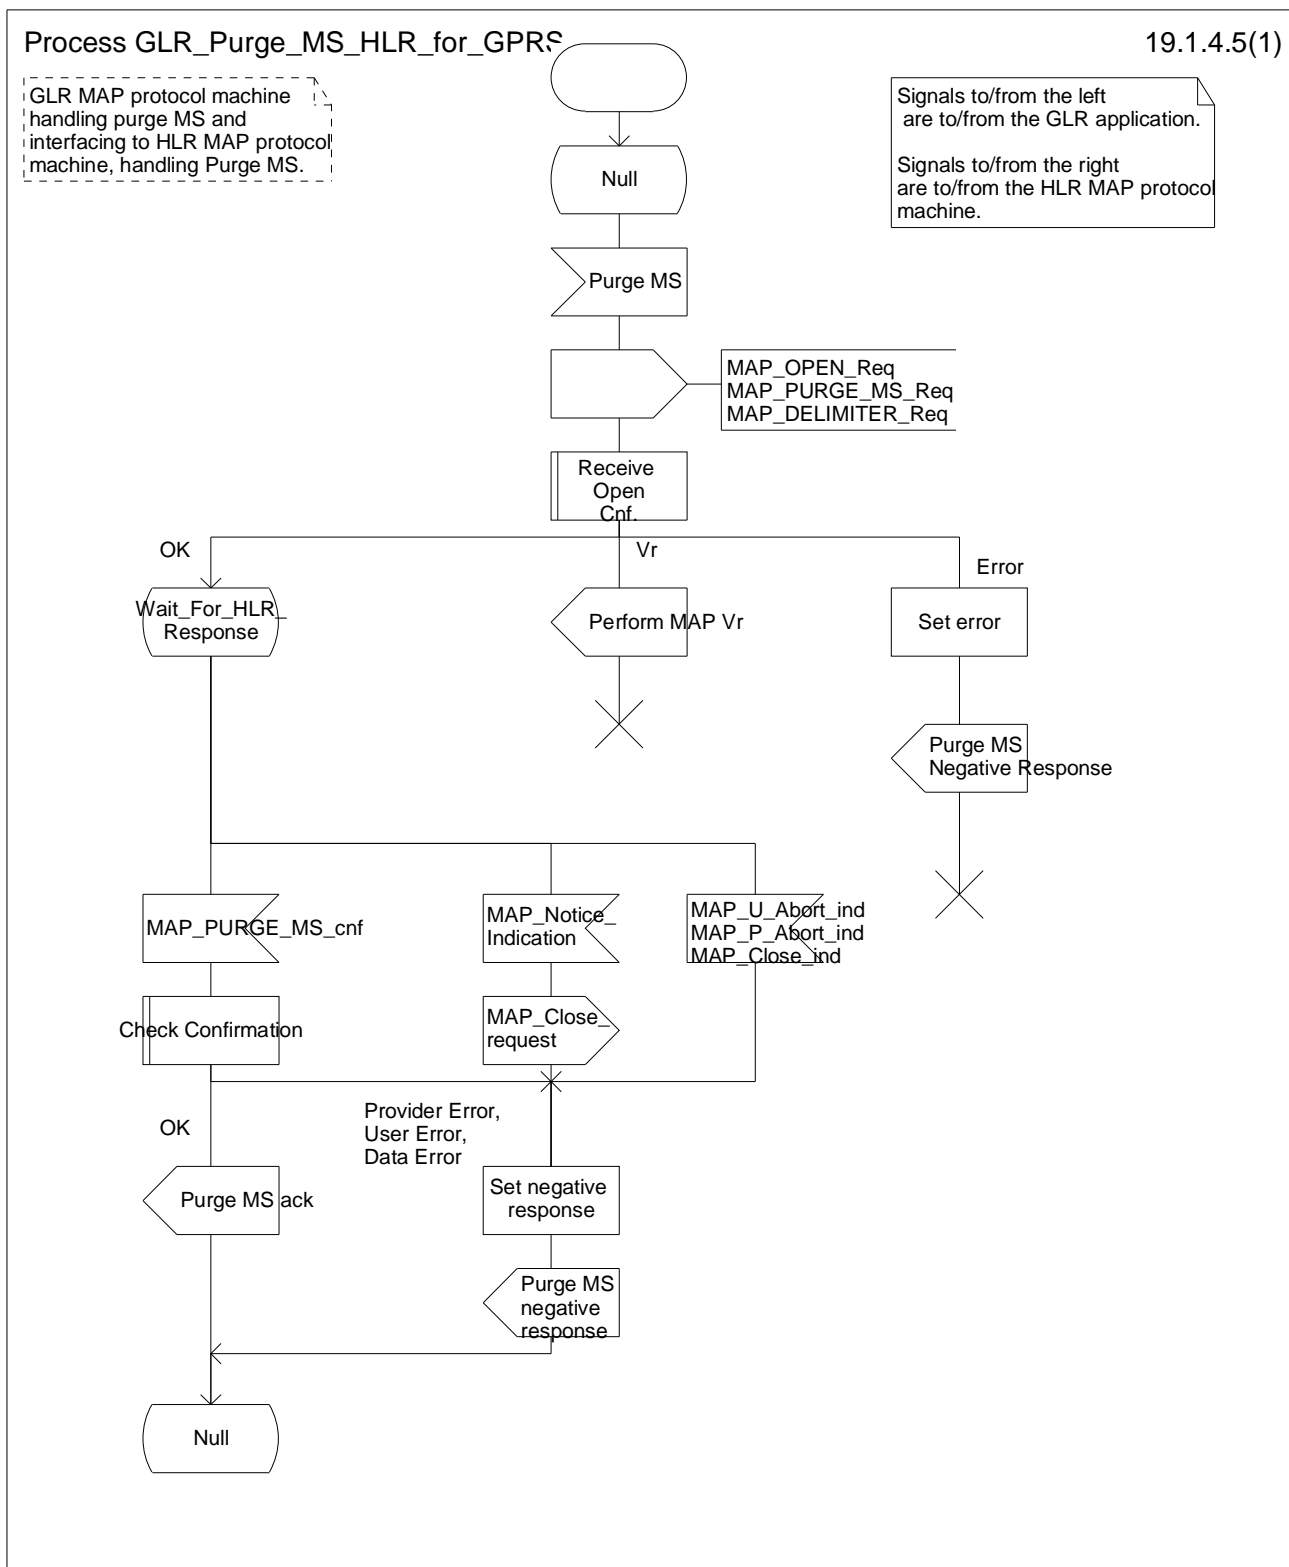 Process GLR_Purge_MS_HLR_for_GPRS
19.1.4.5(1)
GLR MAP protocol machine
handling purge MS and
interfacing to HLR MAP protocol
machine, handling Purge MS.
Signals to/from the left
are to/from the GLR application.
Signals to/from the right
are to/from the HLR MAP protocol
machine.
Null
Purge MS
MAP_OPEN_Req
MAP_PURGE_MS_Req
MAP_DELIMITER_Req
Receive
Open
Cnf.
OK
Vr
Error
Wait_For_HLR_
Response
Perform MAP Vr
Set error
Purge MS
Negative Response
MAP_PURGE_MS_cnf
MAP_Notice_
Indication
MAP_U_Abort_ind
MAP_P_Abort_ind
MAP_Close_ind
Check Confirmation
MAP_Close_
request
OK
Provider Error,
User Error,
Data Error
Purge MS ack
Set negative
response
Purge MS
negative
response
Null